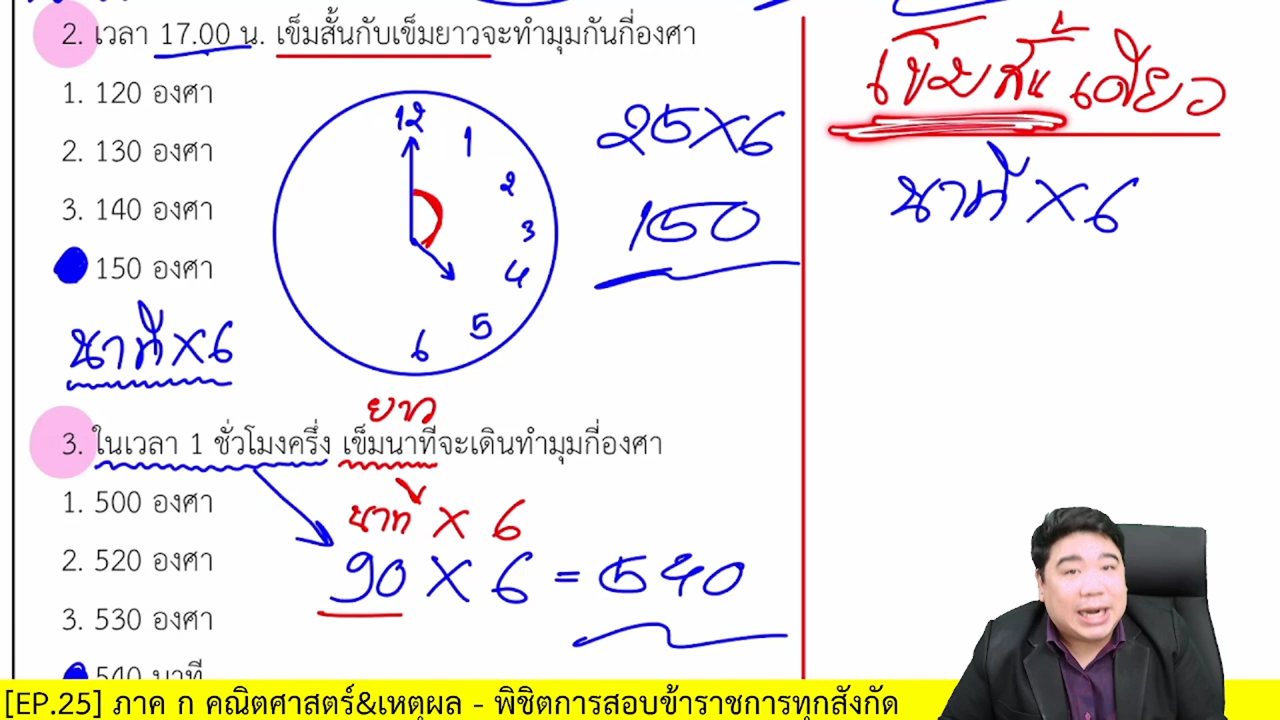 2. เวลา 17.00 น. เข็มสั้นกับเข็มยาวจะทำมุมกันกี่องศา
1. 120 องศา
2. 130 องศา
3. 140 องศา
150 องศา
นาที × 6
12
1
2
3
4
5
6
25 × 6
150
เข็มสั้น เดียว
นาที × 6
ยาว
3. ในเวลา 1 ชั่วโมงครึ่ง เข็มนาทีจะเดินทำมุมกี่องศา
1. 500 องศา
2. 520 องศา
3. 530 องศา
540 นาที
นาที × 6
90 × 6 = 540
[EP.25] ภาค ก คณิตศาสตร์&เหตุผล - พิชิตการสอบข้าราชการทุกสังกัด